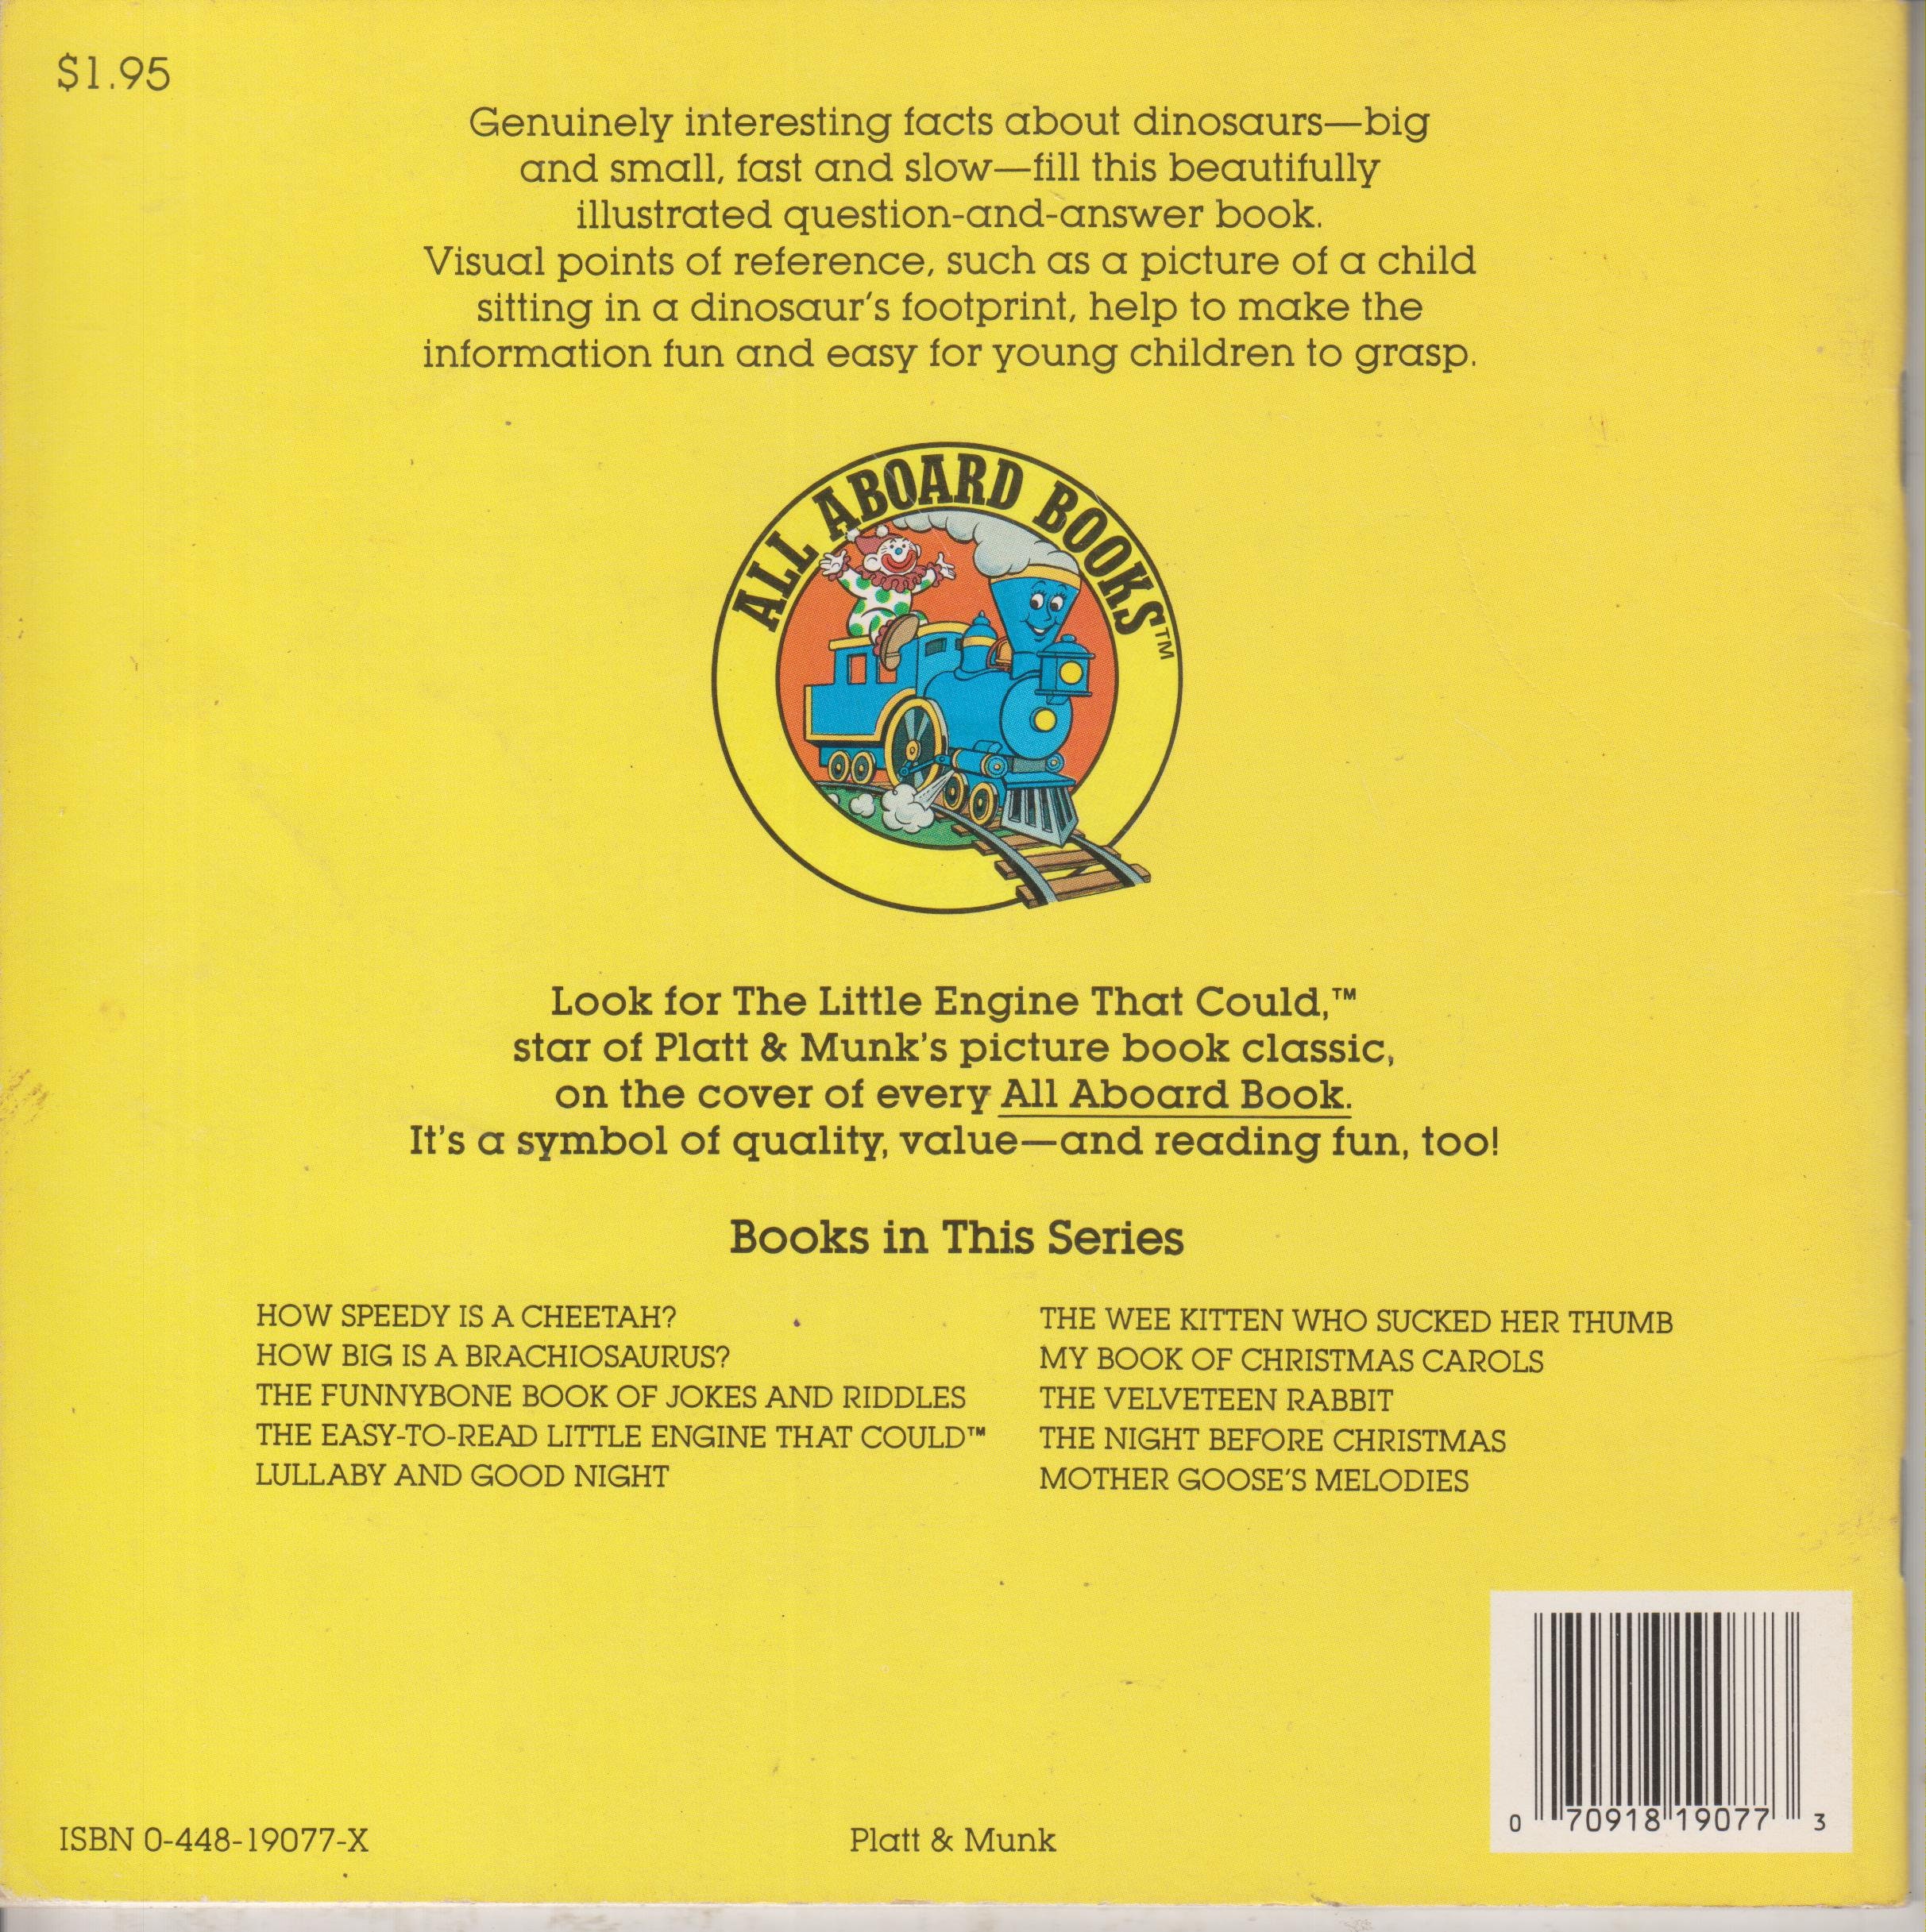 $1.95
Genuinely interesting facts about dinosaurs—big
and small, fast and slow—fill this beautifully
illustrated question-and-answer book.
Visual points of reference, such as a picture of a child
sitting in a dinosaur's footprint, help to make the
information fun and easy for young children to grasp.
ALL ABOARD BOOKS™
Look for The Little Engine That Could,™
star of Platt & Munk's picture book classic,
on the cover of every All Aboard Book.
It's a symbol of quality, value—and reading fun, too!
Books in This Series
HOW SPEEDY IS A CHEETAH?
HOW BIG IS A BRACHIOSAURUS?
THE FUNNYBONE BOOK OF JOKES AND RIDDLES
THE EASY-TO-READ LITTLE ENGINE THAT COULD™
LULLABY AND GOOD NIGHT
THE WEE KITTEN WHO SUCKED HER THUMB
MY BOOK OF CHRISTMAS CAROLS
THE VELVETEEN RABBIT
THE NIGHT BEFORE CHRISTMAS
MOTHER GOOSE'S MELODIES
0 70918 19077 3
ISBN 0-448-19077-X
Platt & Munk